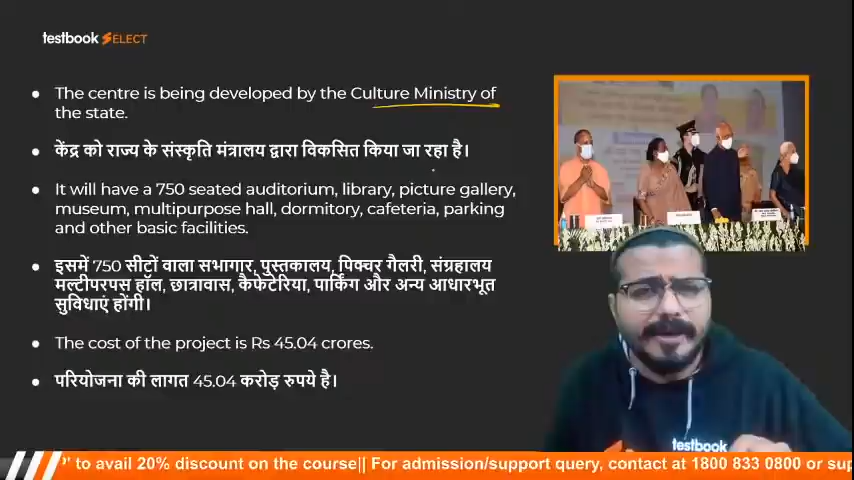 testbook SELECT
The centre is being developed by the Culture Ministry of
the state.
केंद्र को राज्य के संस्कृति मंत्रालय द्वारा विकसित किया जा रहा है।
It will have a 750 seated auditorium, library, picture gallery,
museum, multipurpose hall, dormitory, cafeteria, parking
and other basic facilities.
इसमें 750 सीटों वाला सभागार, पुस्तकालय, पिक्चर गैलरी, संग्रहालय
मल्टीपरपस हॉल, छात्रावास, कैफेटेरिया, पार्किंग और अन्य आधारभूत
सुविधाएं होंगी।
The cost of the project is Rs 45.04 crores.
परियोजना की लागत 45.04 करोड़ रुपये है।
testbook
" to avail 20% discount on the course|| For admission/support query, contact at 1800 833 0800 or sup